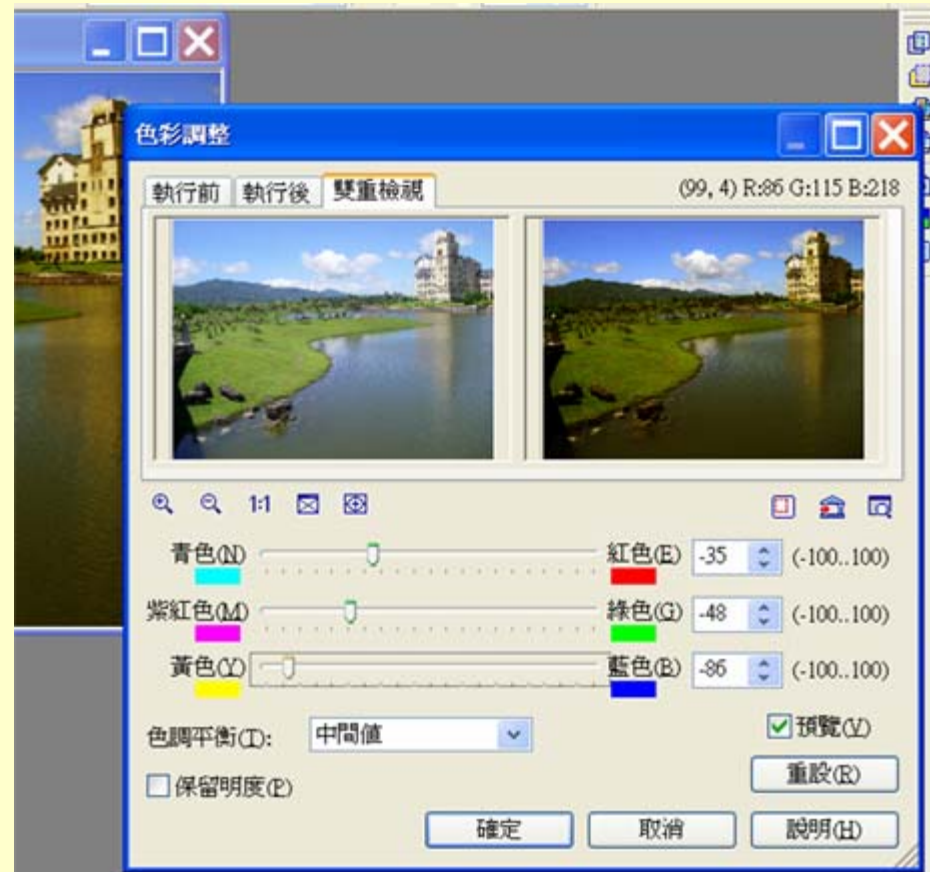 色彩調整
執行前 執行後 雙重檢視 (99, 4) R:86 G:115 B:218
1:1
青色(N) 紅色(E) -35 (-100..100)
紫紅色(M) 綠色(G) -48 (-100..100)
黃色(Y) 藍色(B) -86 (-100..100)
色調平衡(T): 中間值 預覽(V)
保留明度(P) 重設(R)
確定 取消 說明(H)